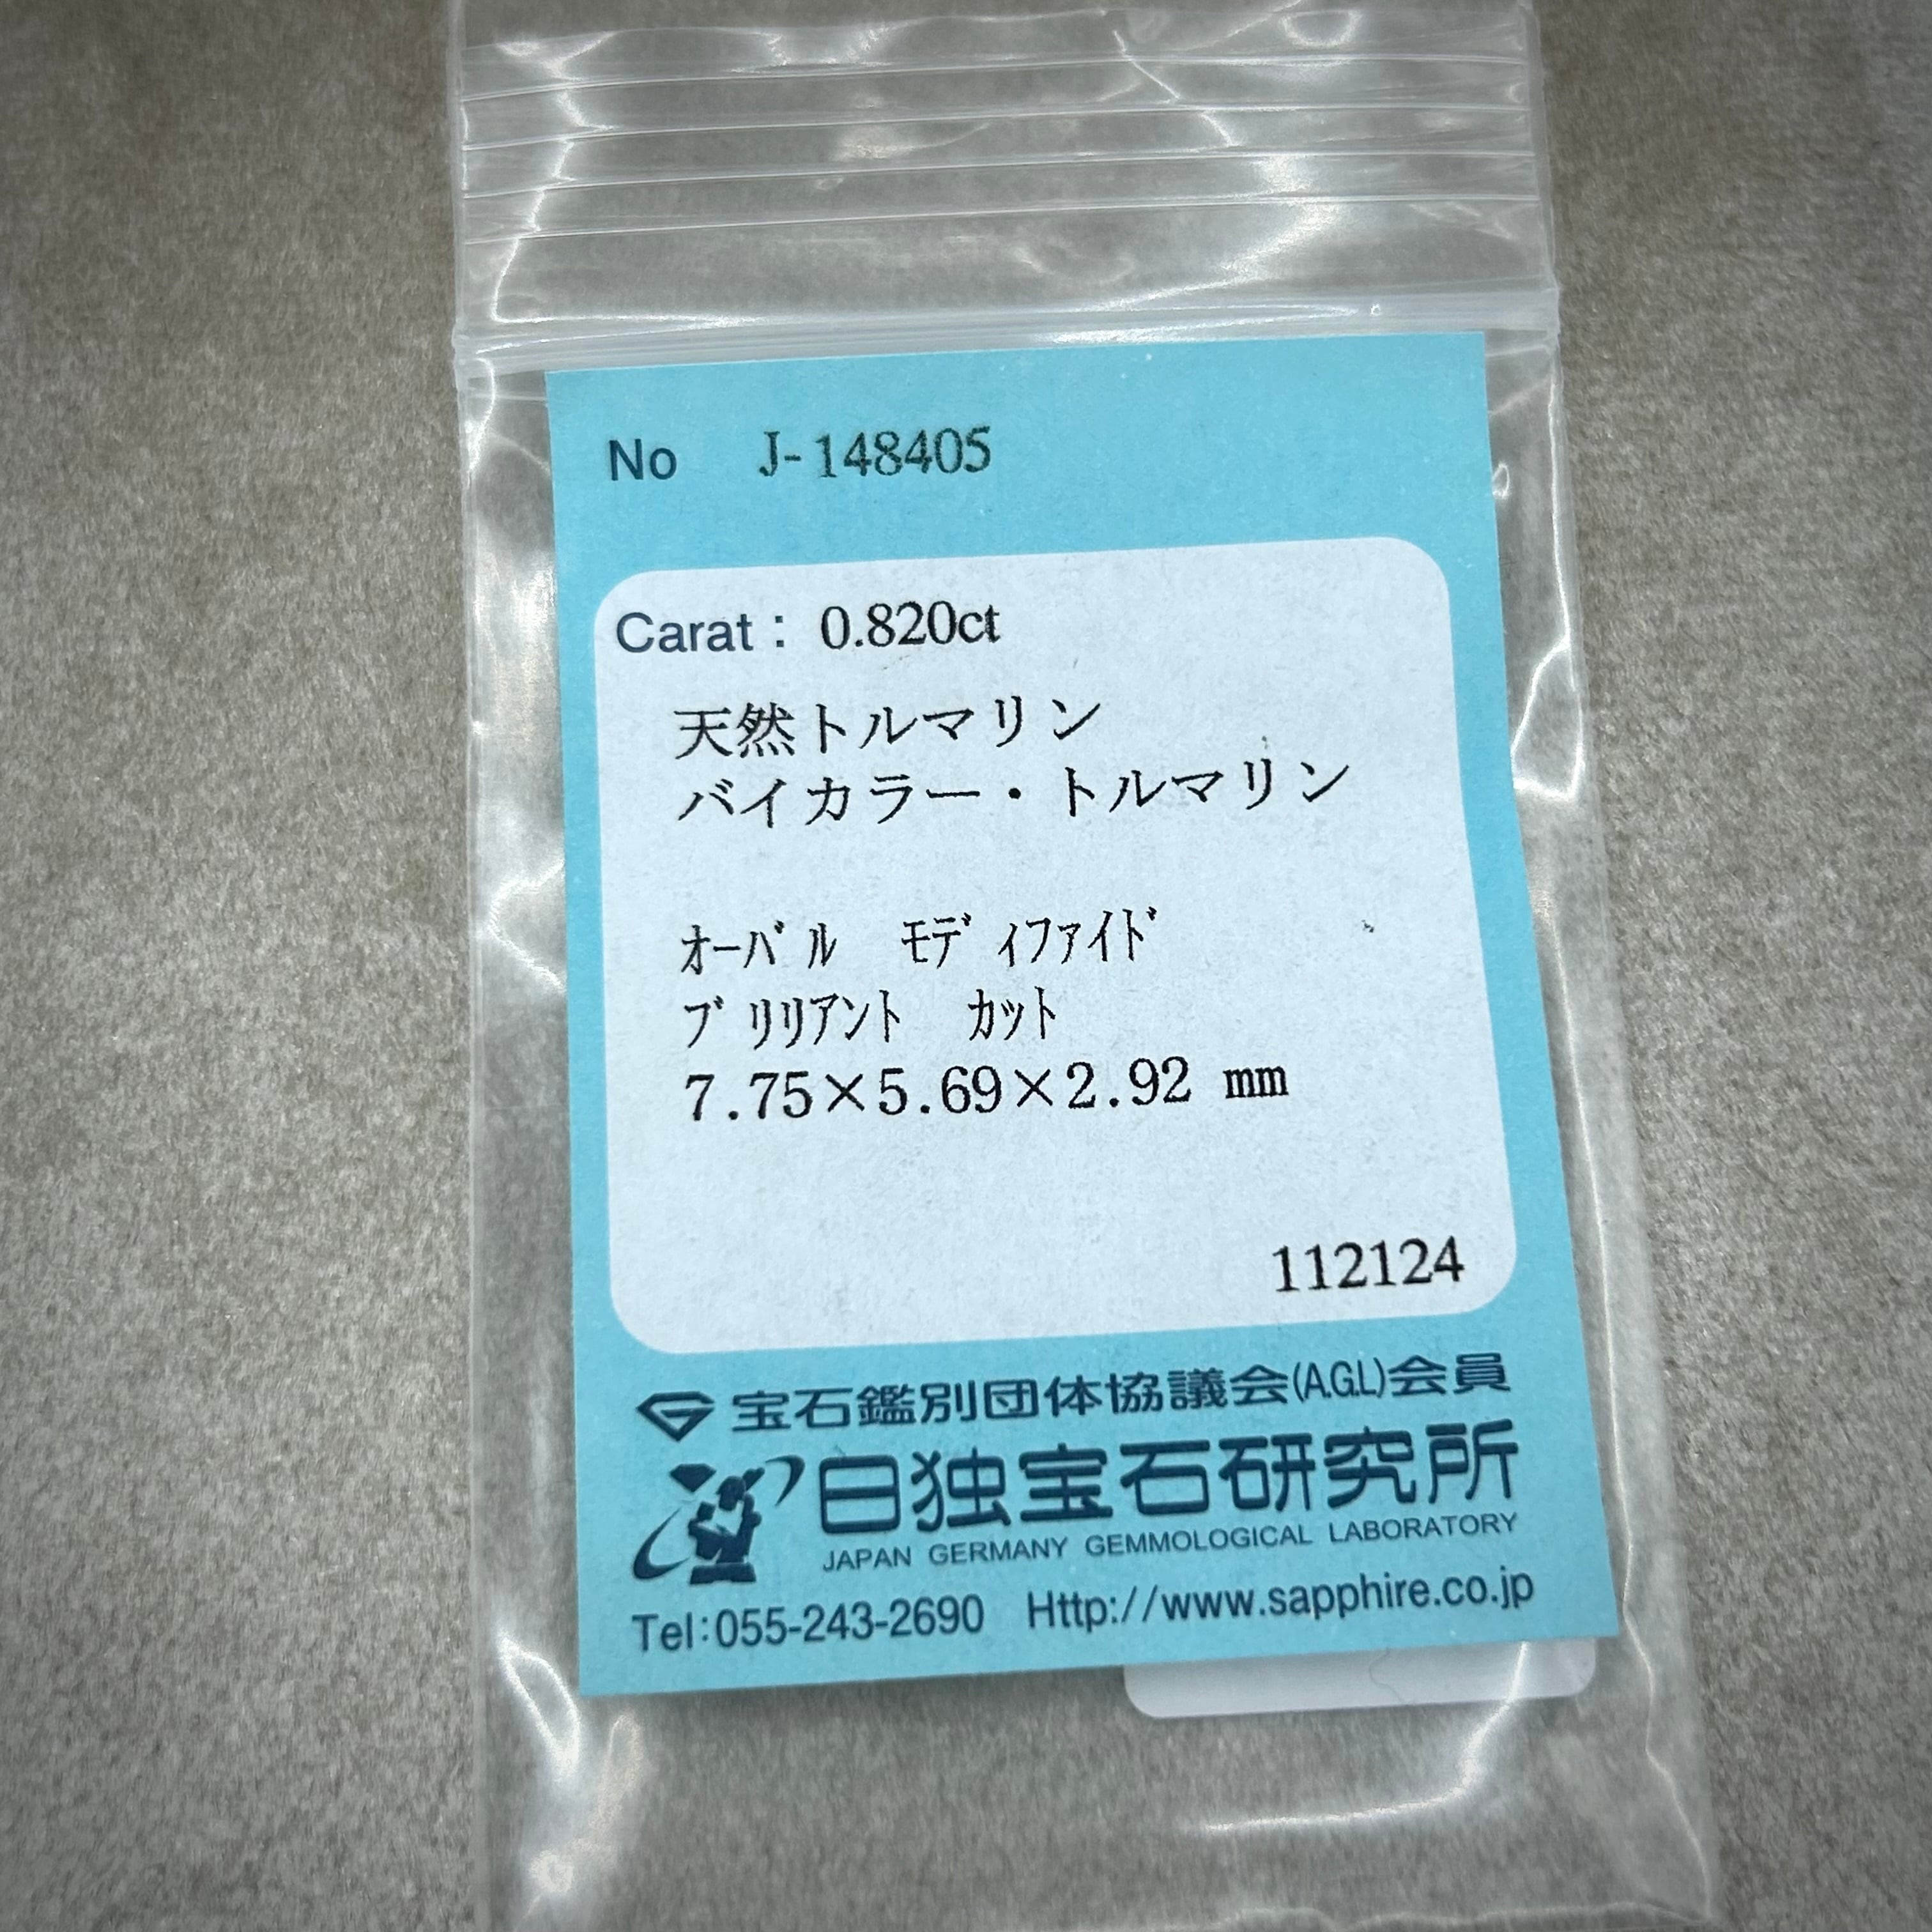 No J-148405
Carat： 0.820ct
天然トルマリン
バイカラー・トルマリン
ｵｰﾊﾞﾙ ﾓﾃﾞｨﾌｧｲﾄﾞ
ﾌﾞﾘﾘｱﾝﾄ ｶｯﾄ
7.75×5.69×2.92 mm
112124
宝石鑑別団体協議会(A.G.L)会員
日独宝石研究所
JAPAN GERMANY GEMMOLOGICAL LABORATORY
Tel:055-243-2690 Http://www.sapphire.co.jp